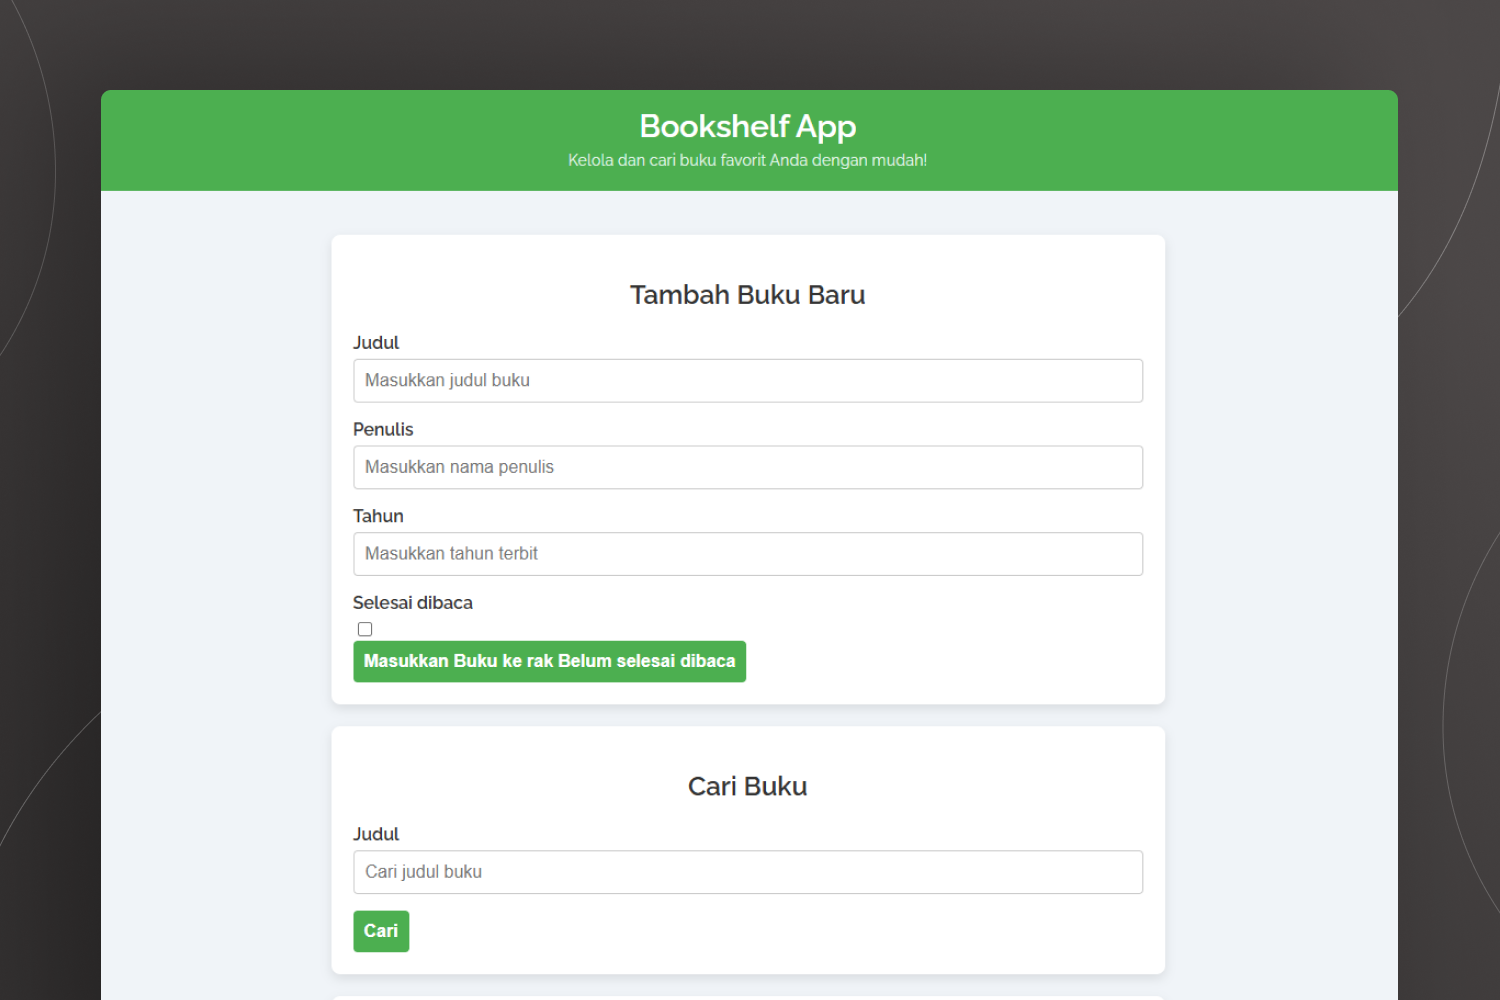 Bookshelf App
Kelola dan cari buku favorit Anda dengan mudah!
Tambah Buku Baru
Judul
Masukkan judul buku
Penulis
Masukkan nama penulis
Tahun
Masukkan tahun terbit
Selesai dibaca
Masukkan Buku ke rak Belum selesai dibaca
Cari Buku
Judul
Cari judul buku
Cari